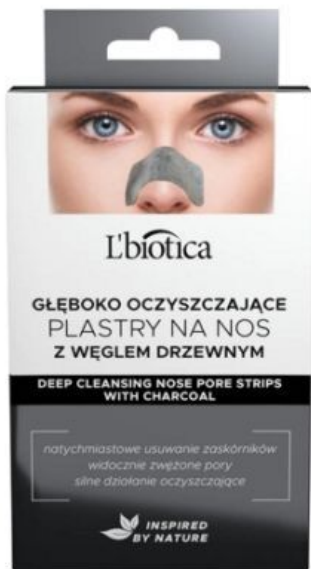 L'biotica
GŁĘBOKO OCZYSZCZAJĄCE
PLASTRY NA NOS
Z WĘGLEM DRZEWNYM
DEEP CLEANSING NOSE PORE STRIPS
WITH CHARCOAL
natychmiastowe usuwanie zaskórników
widocznie zwężone pory
silne działanie oczyszczające
INSPIRED
BY NATURE